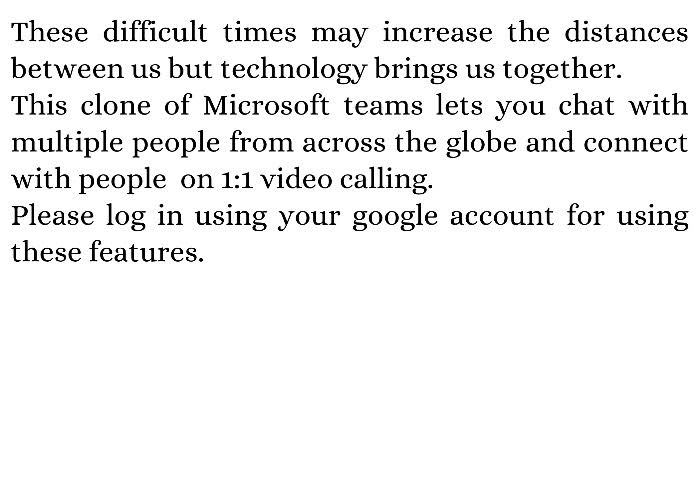 These difficult times may increase the distances
between us but technology brings us together.
This clone of Microsoft teams lets you chat with
multiple people from across the globe and connect
with people  on 1:1 video calling.
Please log in using your google account for using
these features.